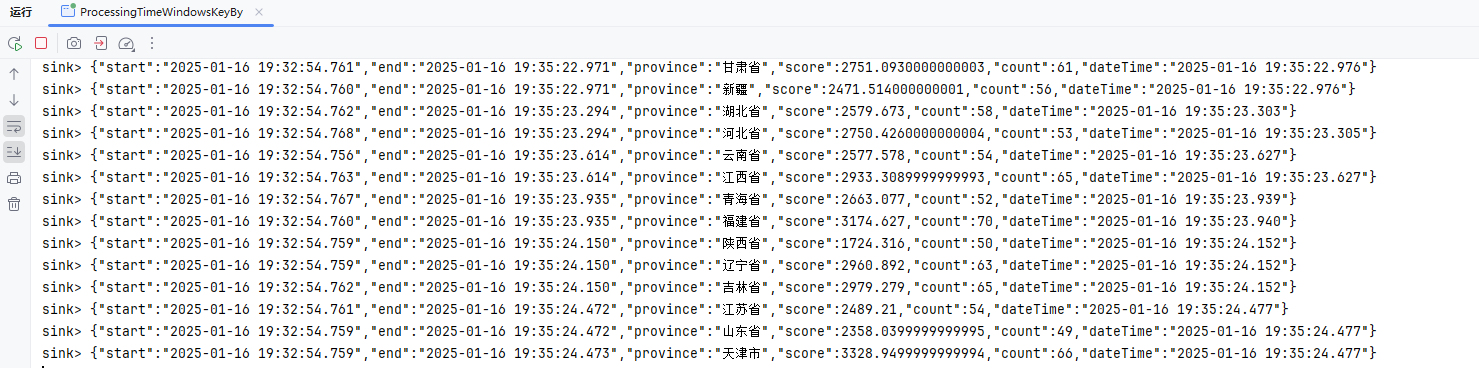 运行 ProcessingTimeWindowsKeyBy
sink> {"start":"2025-01-16 19:32:54.761","end":"2025-01-16 19:35:22.971","province":"甘肃省","score":2751.0930000000003,"count":61,"dateTime":"2025-01-16 19:35:22.976"}
sink> {"start":"2025-01-16 19:32:54.760","end":"2025-01-16 19:35:22.971","province":"新疆","score":2471.514000000001,"count":56,"dateTime":"2025-01-16 19:35:22.976"}
sink> {"start":"2025-01-16 19:32:54.762","end":"2025-01-16 19:35:23.294","province":"湖北省","score":2579.673,"count":58,"dateTime":"2025-01-16 19:35:23.303"}
sink> {"start":"2025-01-16 19:32:54.768","end":"2025-01-16 19:35:23.294","province":"河北省","score":2750.4260000000004,"count":53,"dateTime":"2025-01-16 19:35:23.305"}
sink> {"start":"2025-01-16 19:32:54.756","end":"2025-01-16 19:35:23.614","province":"云南省","score":2577.578,"count":54,"dateTime":"2025-01-16 19:35:23.627"}
sink> {"start":"2025-01-16 19:32:54.763","end":"2025-01-16 19:35:23.614","province":"江西省","score":2933.3089999999993,"count":65,"dateTime":"2025-01-16 19:35:23.627"}
sink> {"start":"2025-01-16 19:32:54.767","end":"2025-01-16 19:35:23.935","province":"青海省","score":2663.077,"count":52,"dateTime":"2025-01-16 19:35:23.939"}
sink> {"start":"2025-01-16 19:32:54.760","end":"2025-01-16 19:35:23.935","province":"福建省","score":3174.627,"count":70,"dateTime":"2025-01-16 19:35:23.940"}
sink> {"start":"2025-01-16 19:32:54.759","end":"2025-01-16 19:35:24.150","province":"陕西省","score":1724.316,"count":50,"dateTime":"2025-01-16 19:35:24.152"}
sink> {"start":"2025-01-16 19:32:54.759","end":"2025-01-16 19:35:24.150","province":"辽宁省","score":2960.892,"count":63,"dateTime":"2025-01-16 19:35:24.152"}
sink> {"start":"2025-01-16 19:32:54.762","end":"2025-01-16 19:35:24.150","province":"吉林省","score":2979.279,"count":65,"dateTime":"2025-01-16 19:35:24.152"}
sink> {"start":"2025-01-16 19:32:54.761","end":"2025-01-16 19:35:24.472","province":"江苏省","score":2489.21,"count":54,"dateTime":"2025-01-16 19:35:24.477"}
sink> {"start":"2025-01-16 19:32:54.759","end":"2025-01-16 19:35:24.472","province":"山东省","score":2358.0399999999995,"count":49,"dateTime":"2025-01-16 19:35:24.477"}
sink> {"start":"2025-01-16 19:32:54.759","end":"2025-01-16 19:35:24.473","province":"天津市","score":3328.9499999999994,"count":66,"dateTime":"2025-01-16 19:35:24.477"}